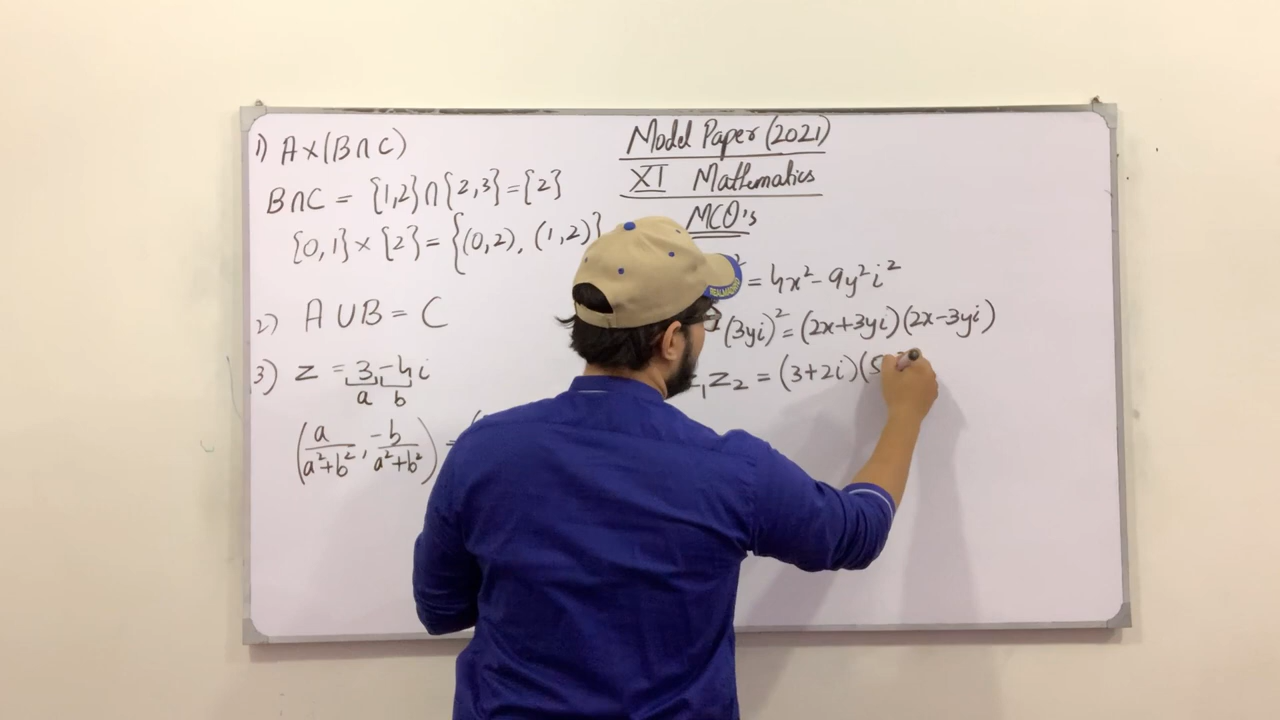 Model Paper (2021)
XI Mathematics
MCQ's
1) A×(B∩C)
B∩C = {1,2}∩{2,3}={2}
{0,1}×{2}={(0,2), (1,2)}
2) A∪B = C
3) z = 3-4i
a b
(a/(a²+b²), -b/(a²+b²)) =
² = 4x²-9y²i²
(3yi)²=(2x+3yi)(2x-3yi)
₁z₂ = (3+2i)(5